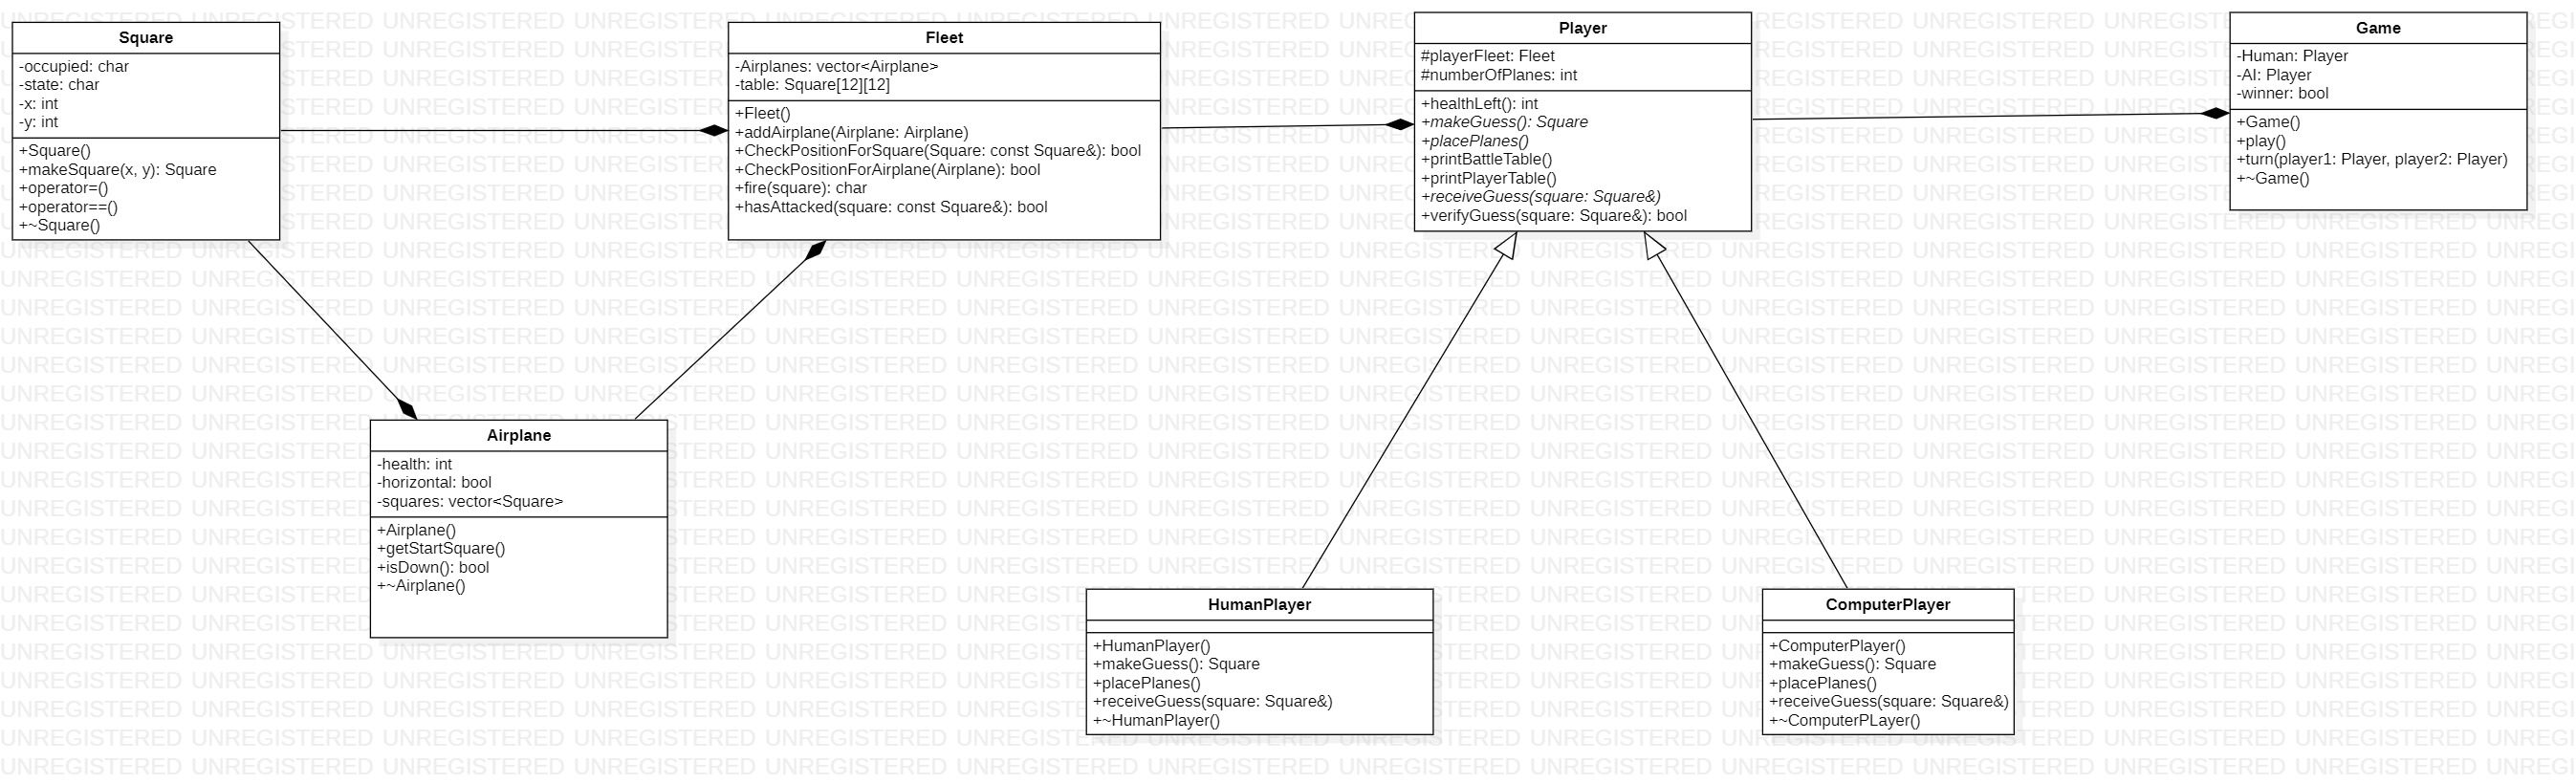 Square
-occupied: char
-state: char
-x: int
-y: int
+Square()
+makeSquare(x, y): Square
+operator=()
+operator==()
+~Square()
Fleet
-Airplanes: vector<Airplane>
-table: Square[12][12]
+Fleet()
+addAirplane(Airplane: Airplane)
+CheckPositionForSquare(Square: const Square&): bool
+CheckPositionForAirplane(Airplane): bool
+fire(square): char
+hasAttacked(square: const Square&): bool
Player
#playerFleet: Fleet
#numberOfPlanes: int
+healthLeft(): int
+makeGuess(): Square
+placePlanes()
+printBattleTable()
+printPlayerTable()
+receiveGuess(square: Square&)
+verifyGuess(square: Square&): bool
Game
-Human: Player
-AI: Player
-winner: bool
+Game()
+play()
+turn(player1: Player, player2: Player)
+~Game()
Airplane
-health: int
-horizontal: bool
-squares: vector<Square>
+Airplane()
+getStartSquare()
+isDown(): bool
+~Airplane()
HumanPlayer
+HumanPlayer()
+makeGuess(): Square
+placePlanes()
+receiveGuess(square: Square&)
+~HumanPlayer()
ComputerPlayer
+ComputerPlayer()
+makeGuess(): Square
+placePlanes()
+receiveGuess(square: Square&)
+~ComputerPLayer()
UNREGISTERED